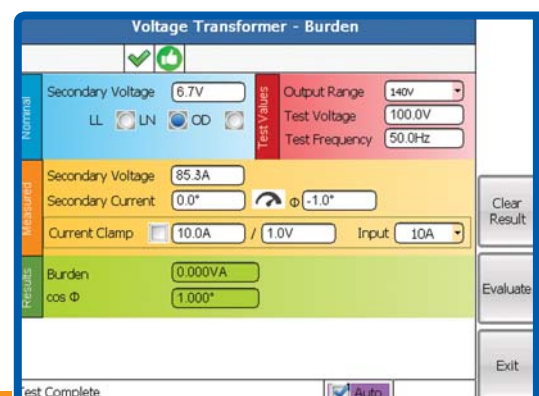 Voltage Transformer - Burden
Nominal
Secondary Voltage 6.7V
LL LN OD
Test Values
Output Range 140V
Test Voltage 100.0V
Test Frequency 50.0Hz
Measured
Secondary Voltage 85.3A
Secondary Current 0.0° Φ -1.0°
Current Clamp 10.0A / 1.0V Input 10A
Results
Burden 0.000VA
cos Φ 1.000°
Clear
Result
Evaluate
Exit
Test Complete Auto